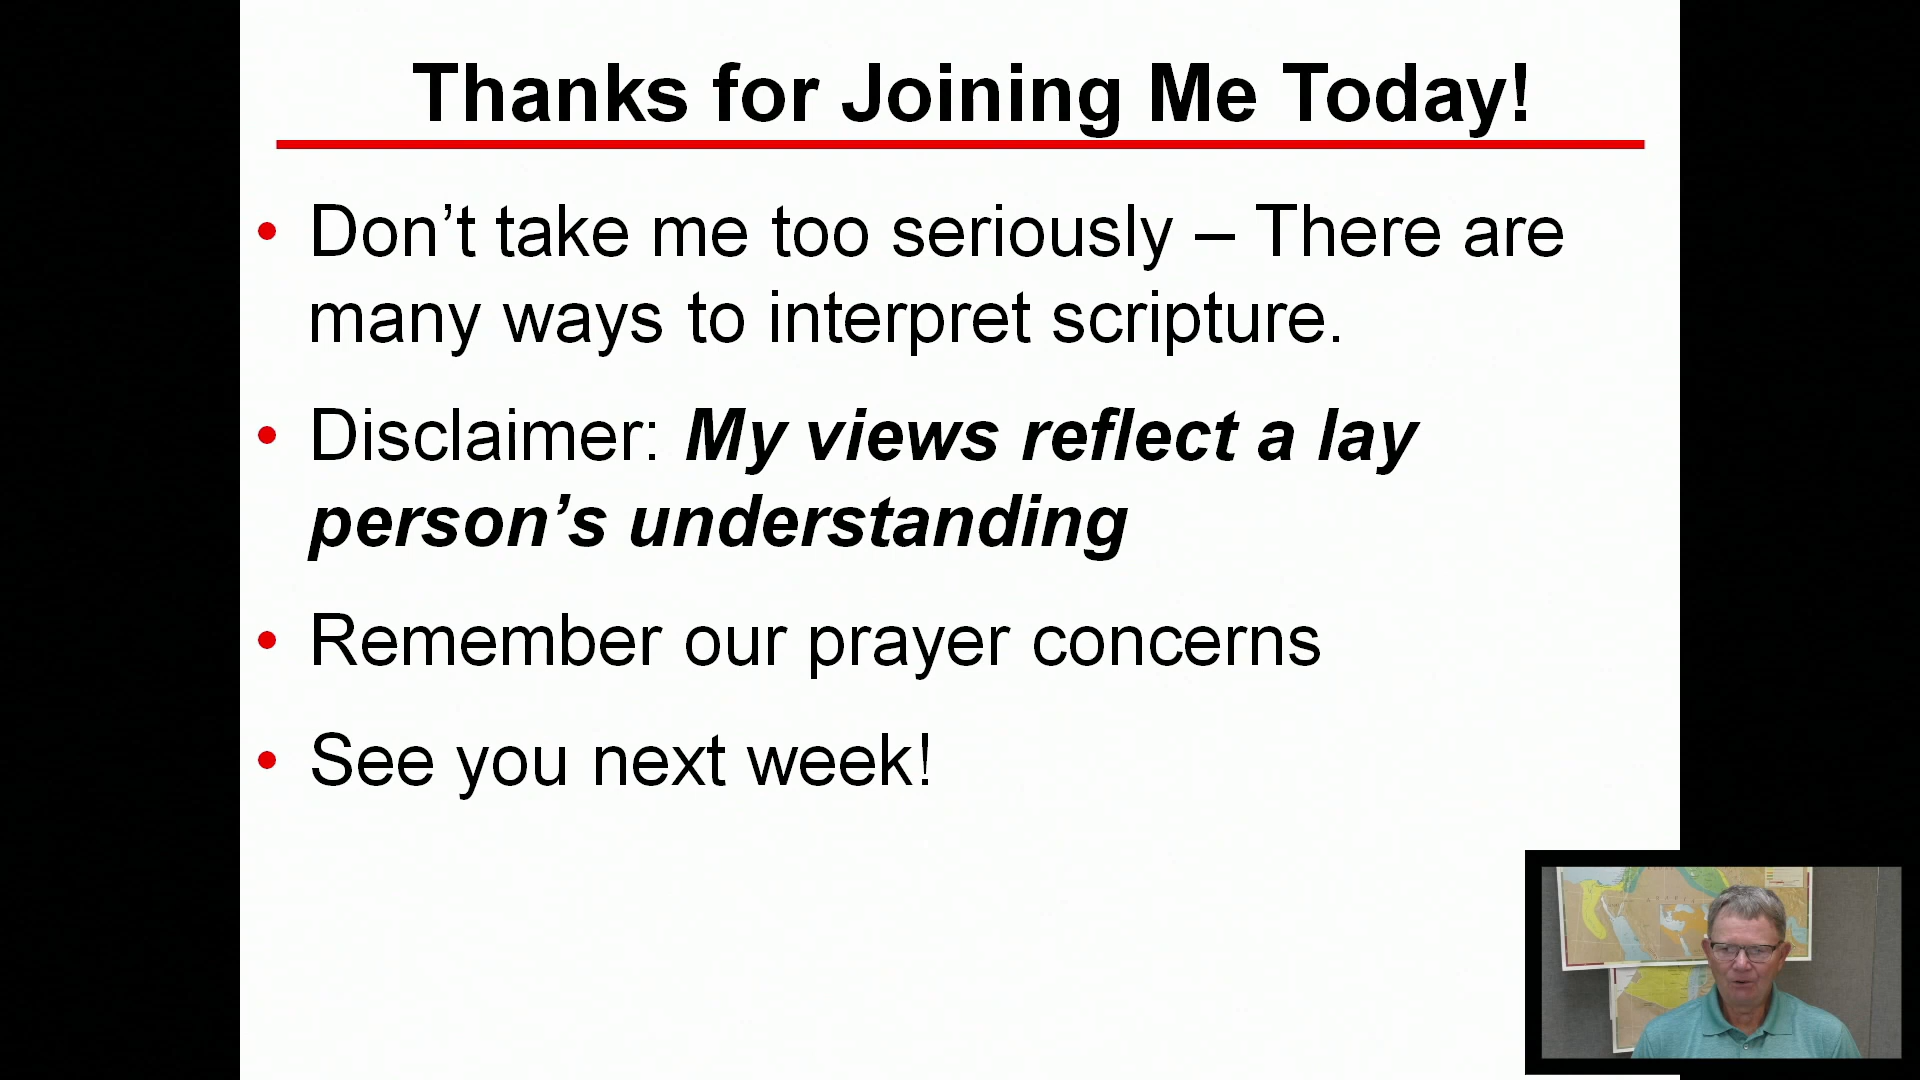 Thanks for Joining Me Today!
• Don’t take me too seriously – There are
many ways to interpret scripture.
• Disclaimer: My views reflect a lay
person’s understanding
• Remember our prayer concerns
• See you next week!